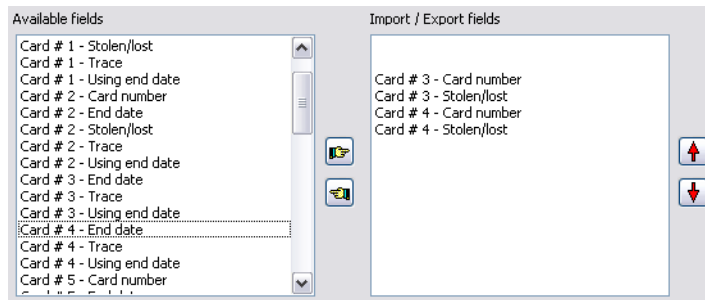 Available fields
Card # 1 - Stolen/lost
Card # 1 - Trace
Card # 1 - Using end date
Card # 2 - Card number
Card # 2 - End date
Card # 2 - Stolen/lost
Card # 2 - Trace
Card # 2 - Using end date
Card # 3 - End date
Card # 3 - Trace
Card # 3 - Using end date
Card # 4 - End date
Card # 4 - Trace
Card # 4 - Using end date
Card # 5 - Card number
Import / Export fields
Card # 3 - Card number
Card # 3 - Stolen/lost
Card # 4 - Card number
Card # 4 - Stolen/lost